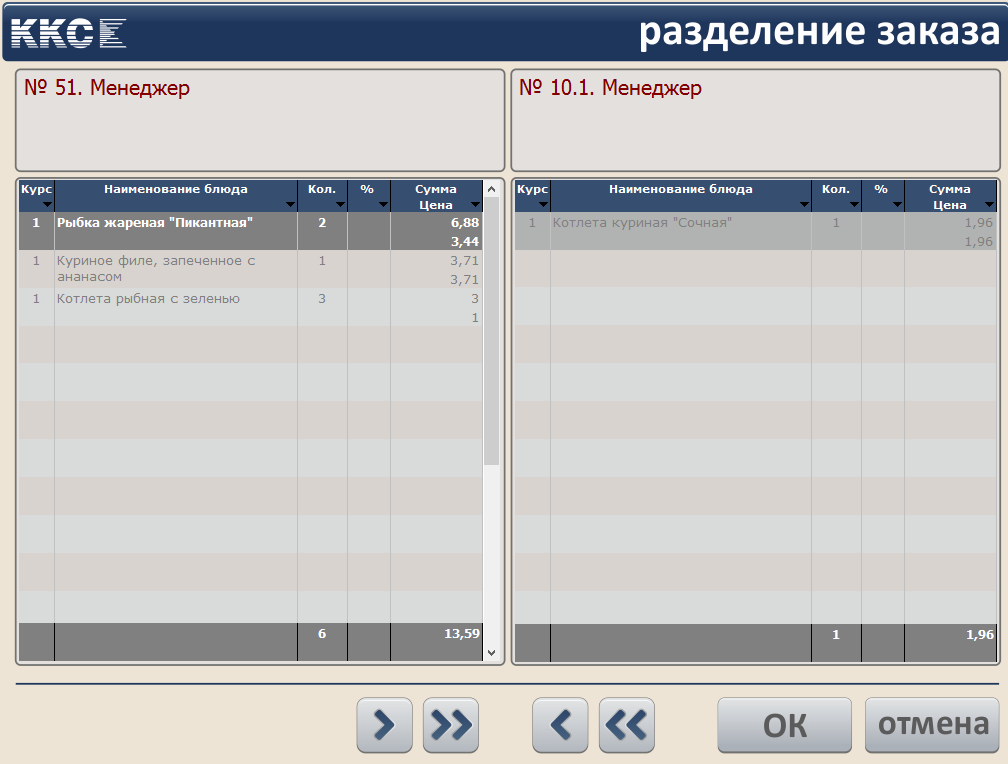 ККСЕ
разделение заказа
№ 51. Менеджер
№ 10.1. Менеджер
Курс Наименование блюда Кол. % Сумма
Цена
1 Рыбка жареная "Пикантная" 2 6,88
3,44
1 Куриное филе, запеченное с 1 3,71
ананасом 3,71
1 Котлета рыбная с зеленью 3 3
1
6 13,59
Курс Наименование блюда Кол. % Сумма
Цена
1 Котлета куриная "Сочная" 1 1,96
1,96
1 1,96
ОК
отмена